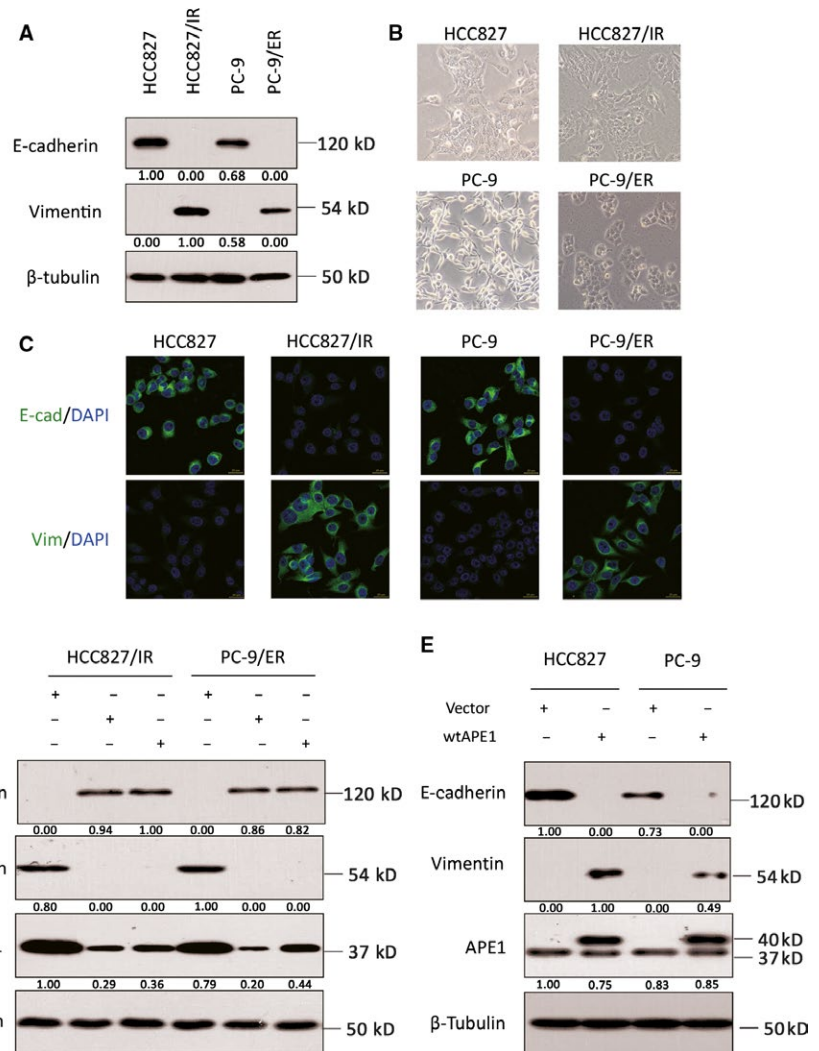 A
HCC827
HCC827/IR
PC-9
PC-9/ER
E-cadherin
120 kD
1.00 0.00 0.68 0.00
Vimentin
54 kD
0.00 1.00 0.58 0.00
β-tubulin
50 kD
B
HCC827 HCC827/IR
PC-9 PC-9/ER
C
HCC827 HCC827/IR PC-9 PC-9/ER
E-cad/DAPI
Vim/DAPI
HCC827/IR PC-9/ER
+ – – + – –
– + – – + –
– – + – – +
120 kD
0.00 0.94 1.00 0.00 0.86 0.82
54 kD
0.80 0.00 0.00 1.00 0.00 0.00
37 kD
1.00 0.29 0.36 0.79 0.20 0.44
50 kD
E
HCC827 PC-9
Vector + – + –
wtAPE1 – + – +
E-cadherin
120 kD
1.00 0.00 0.73 0.00
Vimentin
54 kD
0.00 1.00 0.00 0.49
APE1
40 kD
37 kD
1.00 0.75 0.83 0.85
β-Tubulin
50 kD